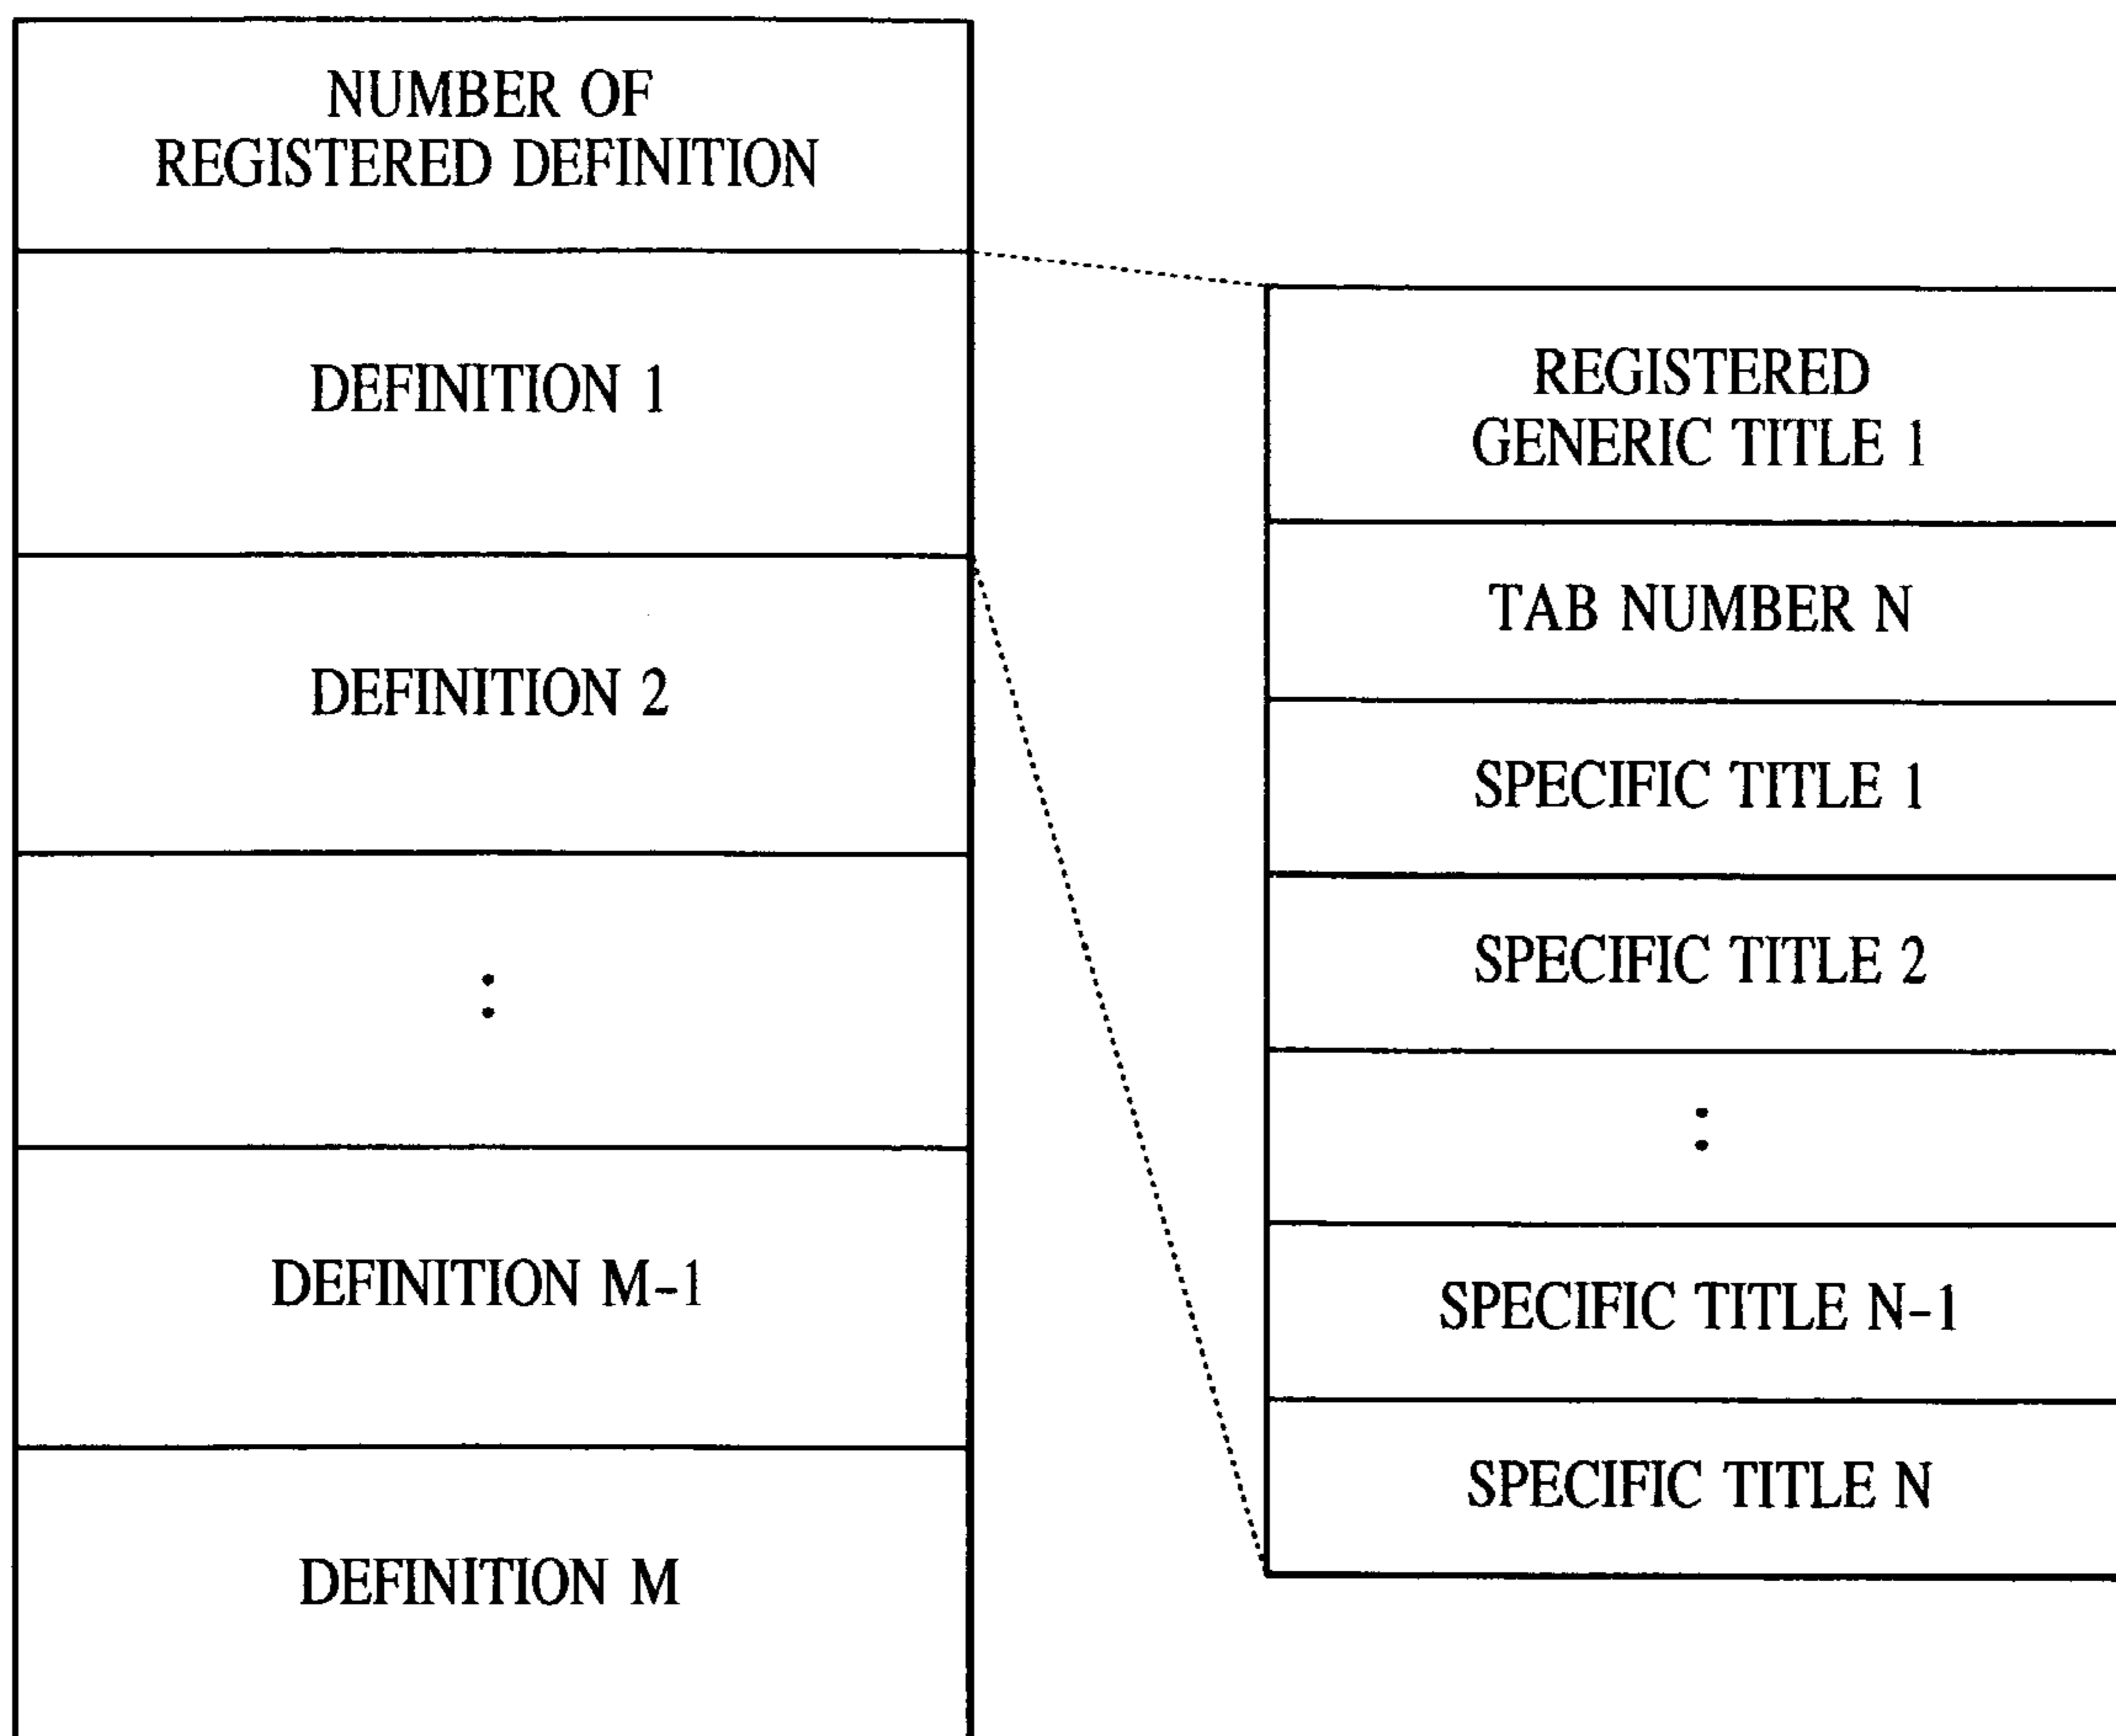 NUMBER OF
REGISTERED DEFINITION
DEFINITION 1
DEFINITION 2
:
DEFINITION M-1
DEFINITION M
REGISTERED
GENERIC TITLE 1
TAB NUMBER N
SPECIFIC TITLE 1
SPECIFIC TITLE 2
:
SPECIFIC TITLE N-1
SPECIFIC TITLE N